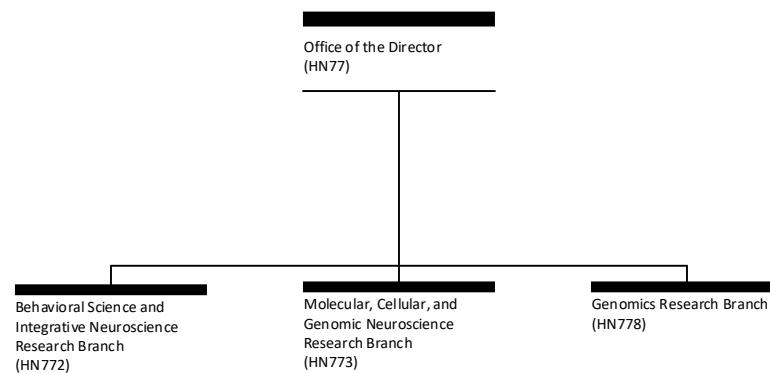 Office of the Director
(HN77)
Behavioral Science and
Integrative Neuroscience
Research Branch
(HN772)
Molecular, Cellular, and
Genomic Neuroscience
Research Branch
(HN773)
Genomics Research Branch
(HN778)